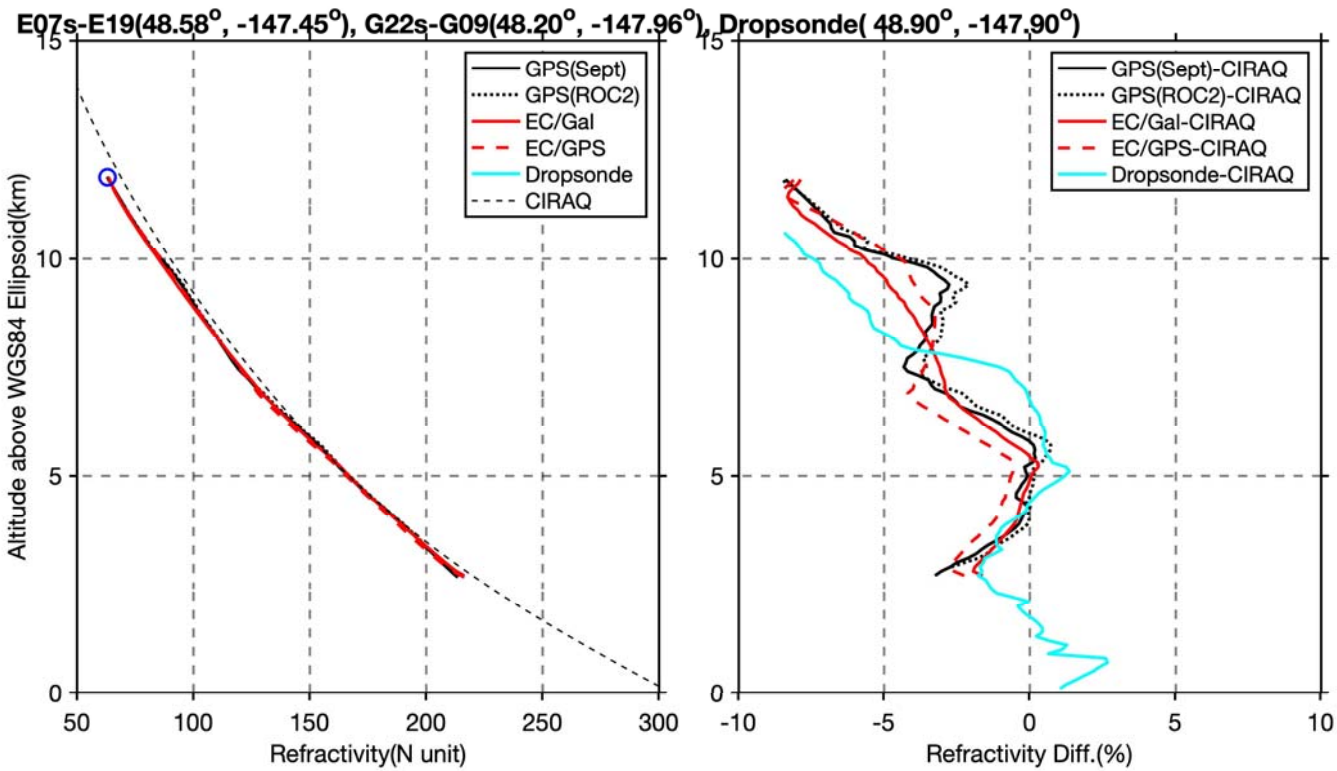 E07s-E19(48.58°, -147.45°), G22s-G09(48.20°, -147.96°), Dropsonde( 48.90°, -147.90°)
Altitude above WGS84 Ellipsoid(km)
15
10
5
0
GPS(Sept)
GPS(ROC2)
EC/Gal
EC/GPS
Dropsonde
CIRAQ
50 100 150 200 250 300
Refractivity(N unit)
15
10
5
0
GPS(Sept)-CIRAQ
GPS(ROC2)-CIRAQ
EC/Gal-CIRAQ
EC/GPS-CIRAQ
Dropsonde-CIRAQ
-10 -5 0 5 10
Refractivity Diff.(%)